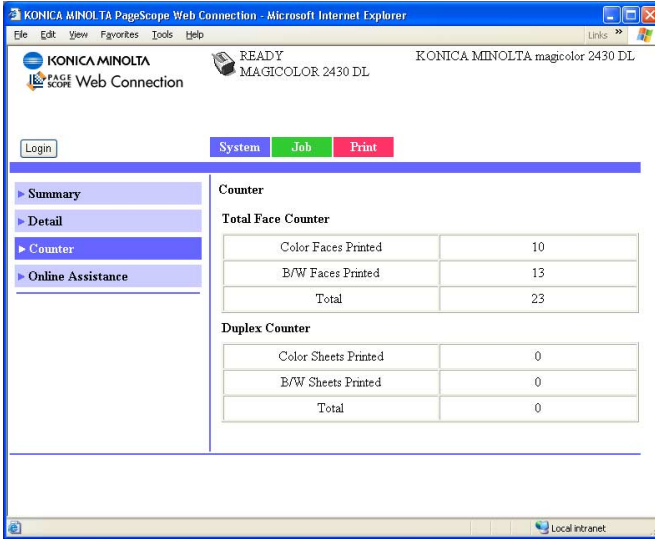 KONICA MINOLTA PageScope Web Connection - Microsoft Internet Explorer
File Edit View Favorites Tools Help Links »
KONICA MINOLTA
PAGE SCOPE Web Connection
READY
MAGICOLOR 2430 DL
KONICA MINOLTA magicolor 2430 DL
Login
System Job Print
Summary
Detail
Counter
Online Assistance
Counter
Total Face Counter
Color Faces Printed 10
B/W Faces Printed 13
Total 23
Duplex Counter
Color Sheets Printed 0
B/W Sheets Printed 0
Total 0
Local intranet